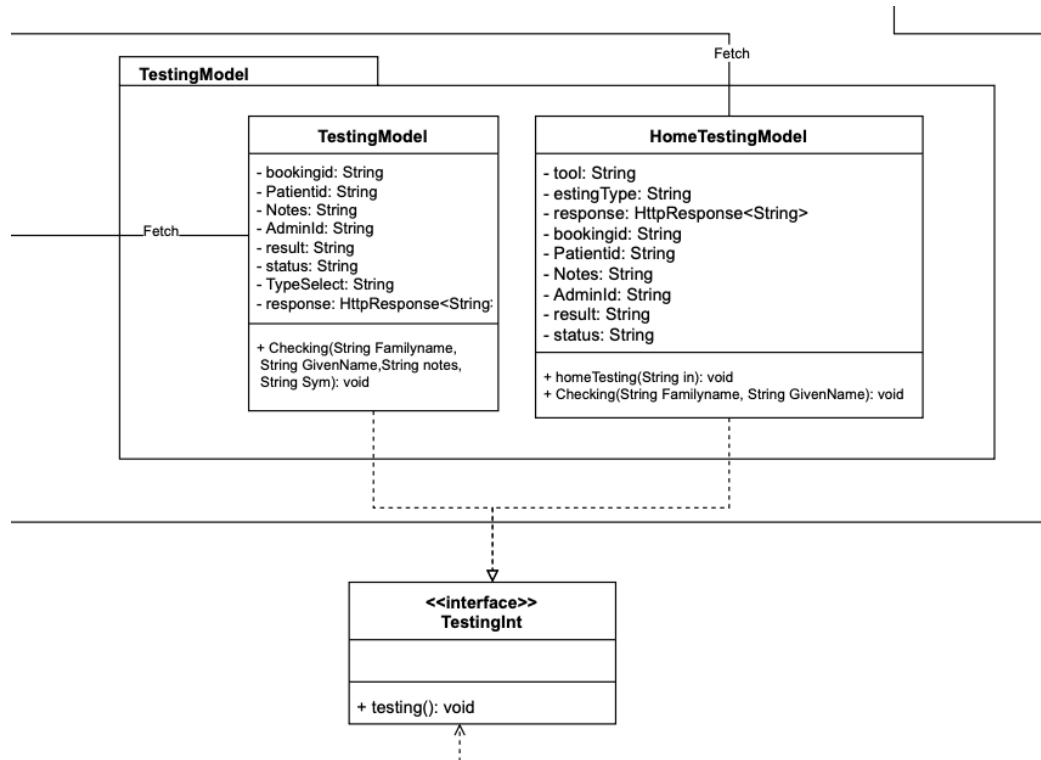 Fetch
TestingModel
TestingModel
- bookingid: String
- Patientid: String
- Notes: String
- AdminId: String
- result: String
- status: String
- TypeSelect: String
- response: HttpResponse<String>
+ Checking(String Familyname,
String GivenName,String notes,
String Sym): void
HomeTestingModel
- tool: String
- estingType: String
- response: HttpResponse<String>
- bookingid: String
- Patientid: String
- Notes: String
- AdminId: String
- result: String
- status: String
+ homeTesting(String in): void
+ Checking(String Familyname, String GivenName): void
Fetch
<<interface>>
TestingInt
+ testing(): void